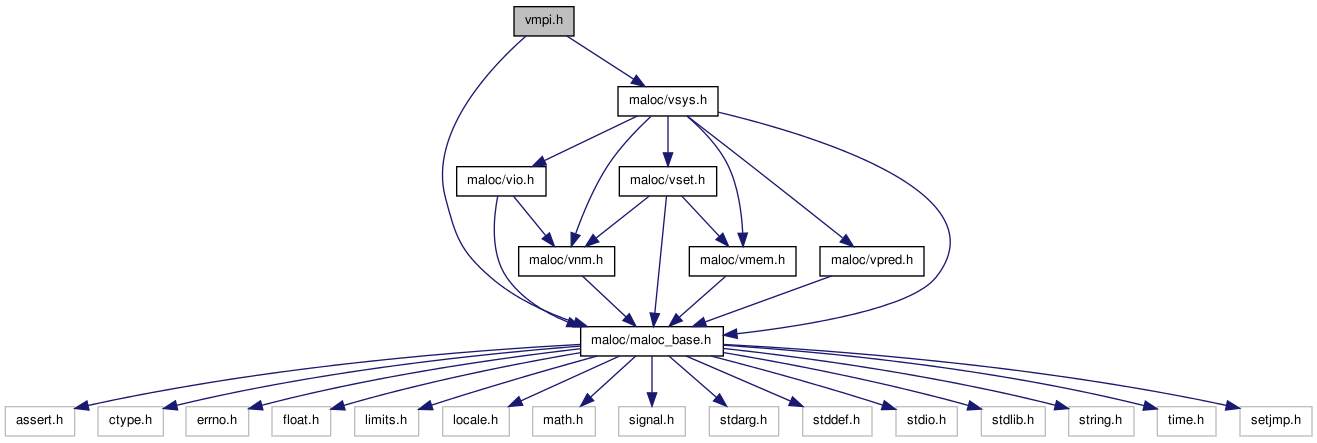 vmpi.h
maloc/vsys.h
maloc/vio.h
maloc/vset.h
maloc/vnm.h
maloc/vmem.h
maloc/vpred.h
maloc/maloc_base.h
assert.h
ctype.h
errno.h
float.h
limits.h
locale.h
math.h
signal.h
stdarg.h
stddef.h
stdio.h
stdlib.h
string.h
time.h
setjmp.h